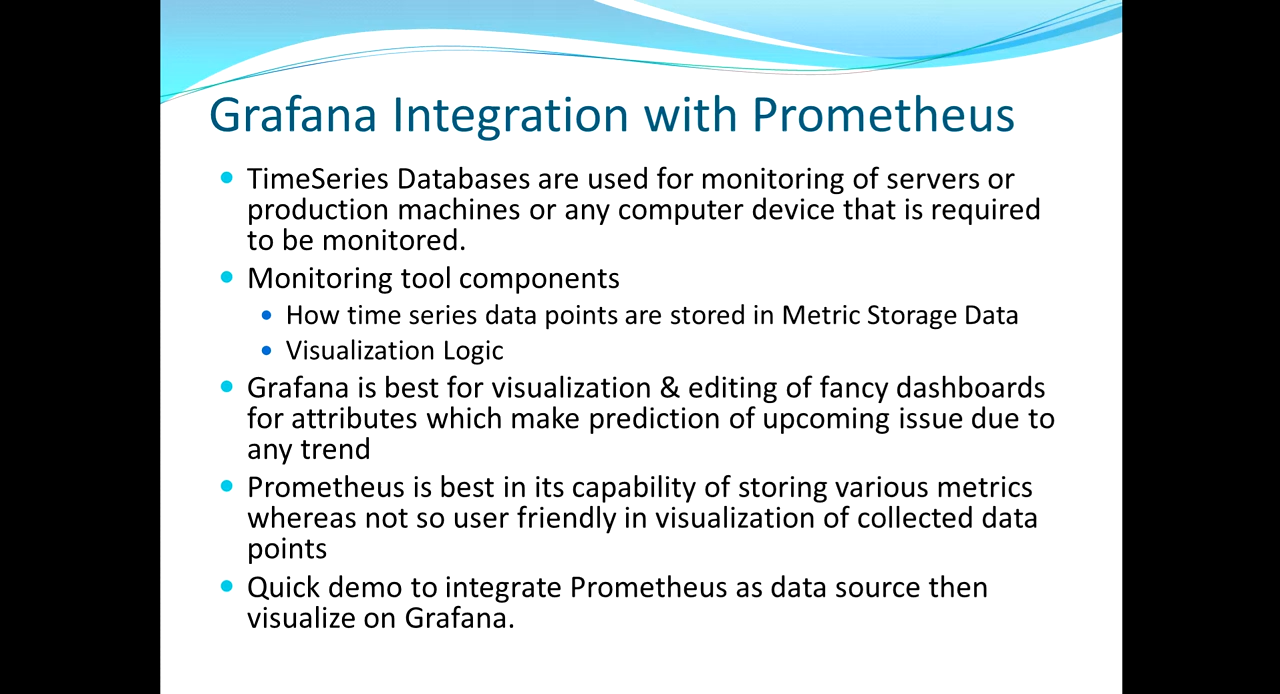 Grafana Integration with Prometheus
TimeSeries Databases are used for monitoring of servers or
production machines or any computer device that is required
to be monitored.
Monitoring tool components
How time series data points are stored in Metric Storage Data
Visualization Logic
Grafana is best for visualization & editing of fancy dashboards
for attributes which make prediction of upcoming issue due to
any trend
Prometheus is best in its capability of storing various metrics
whereas not so user friendly in visualization of collected data
points
Quick demo to integrate Prometheus as data source then
visualize on Grafana.